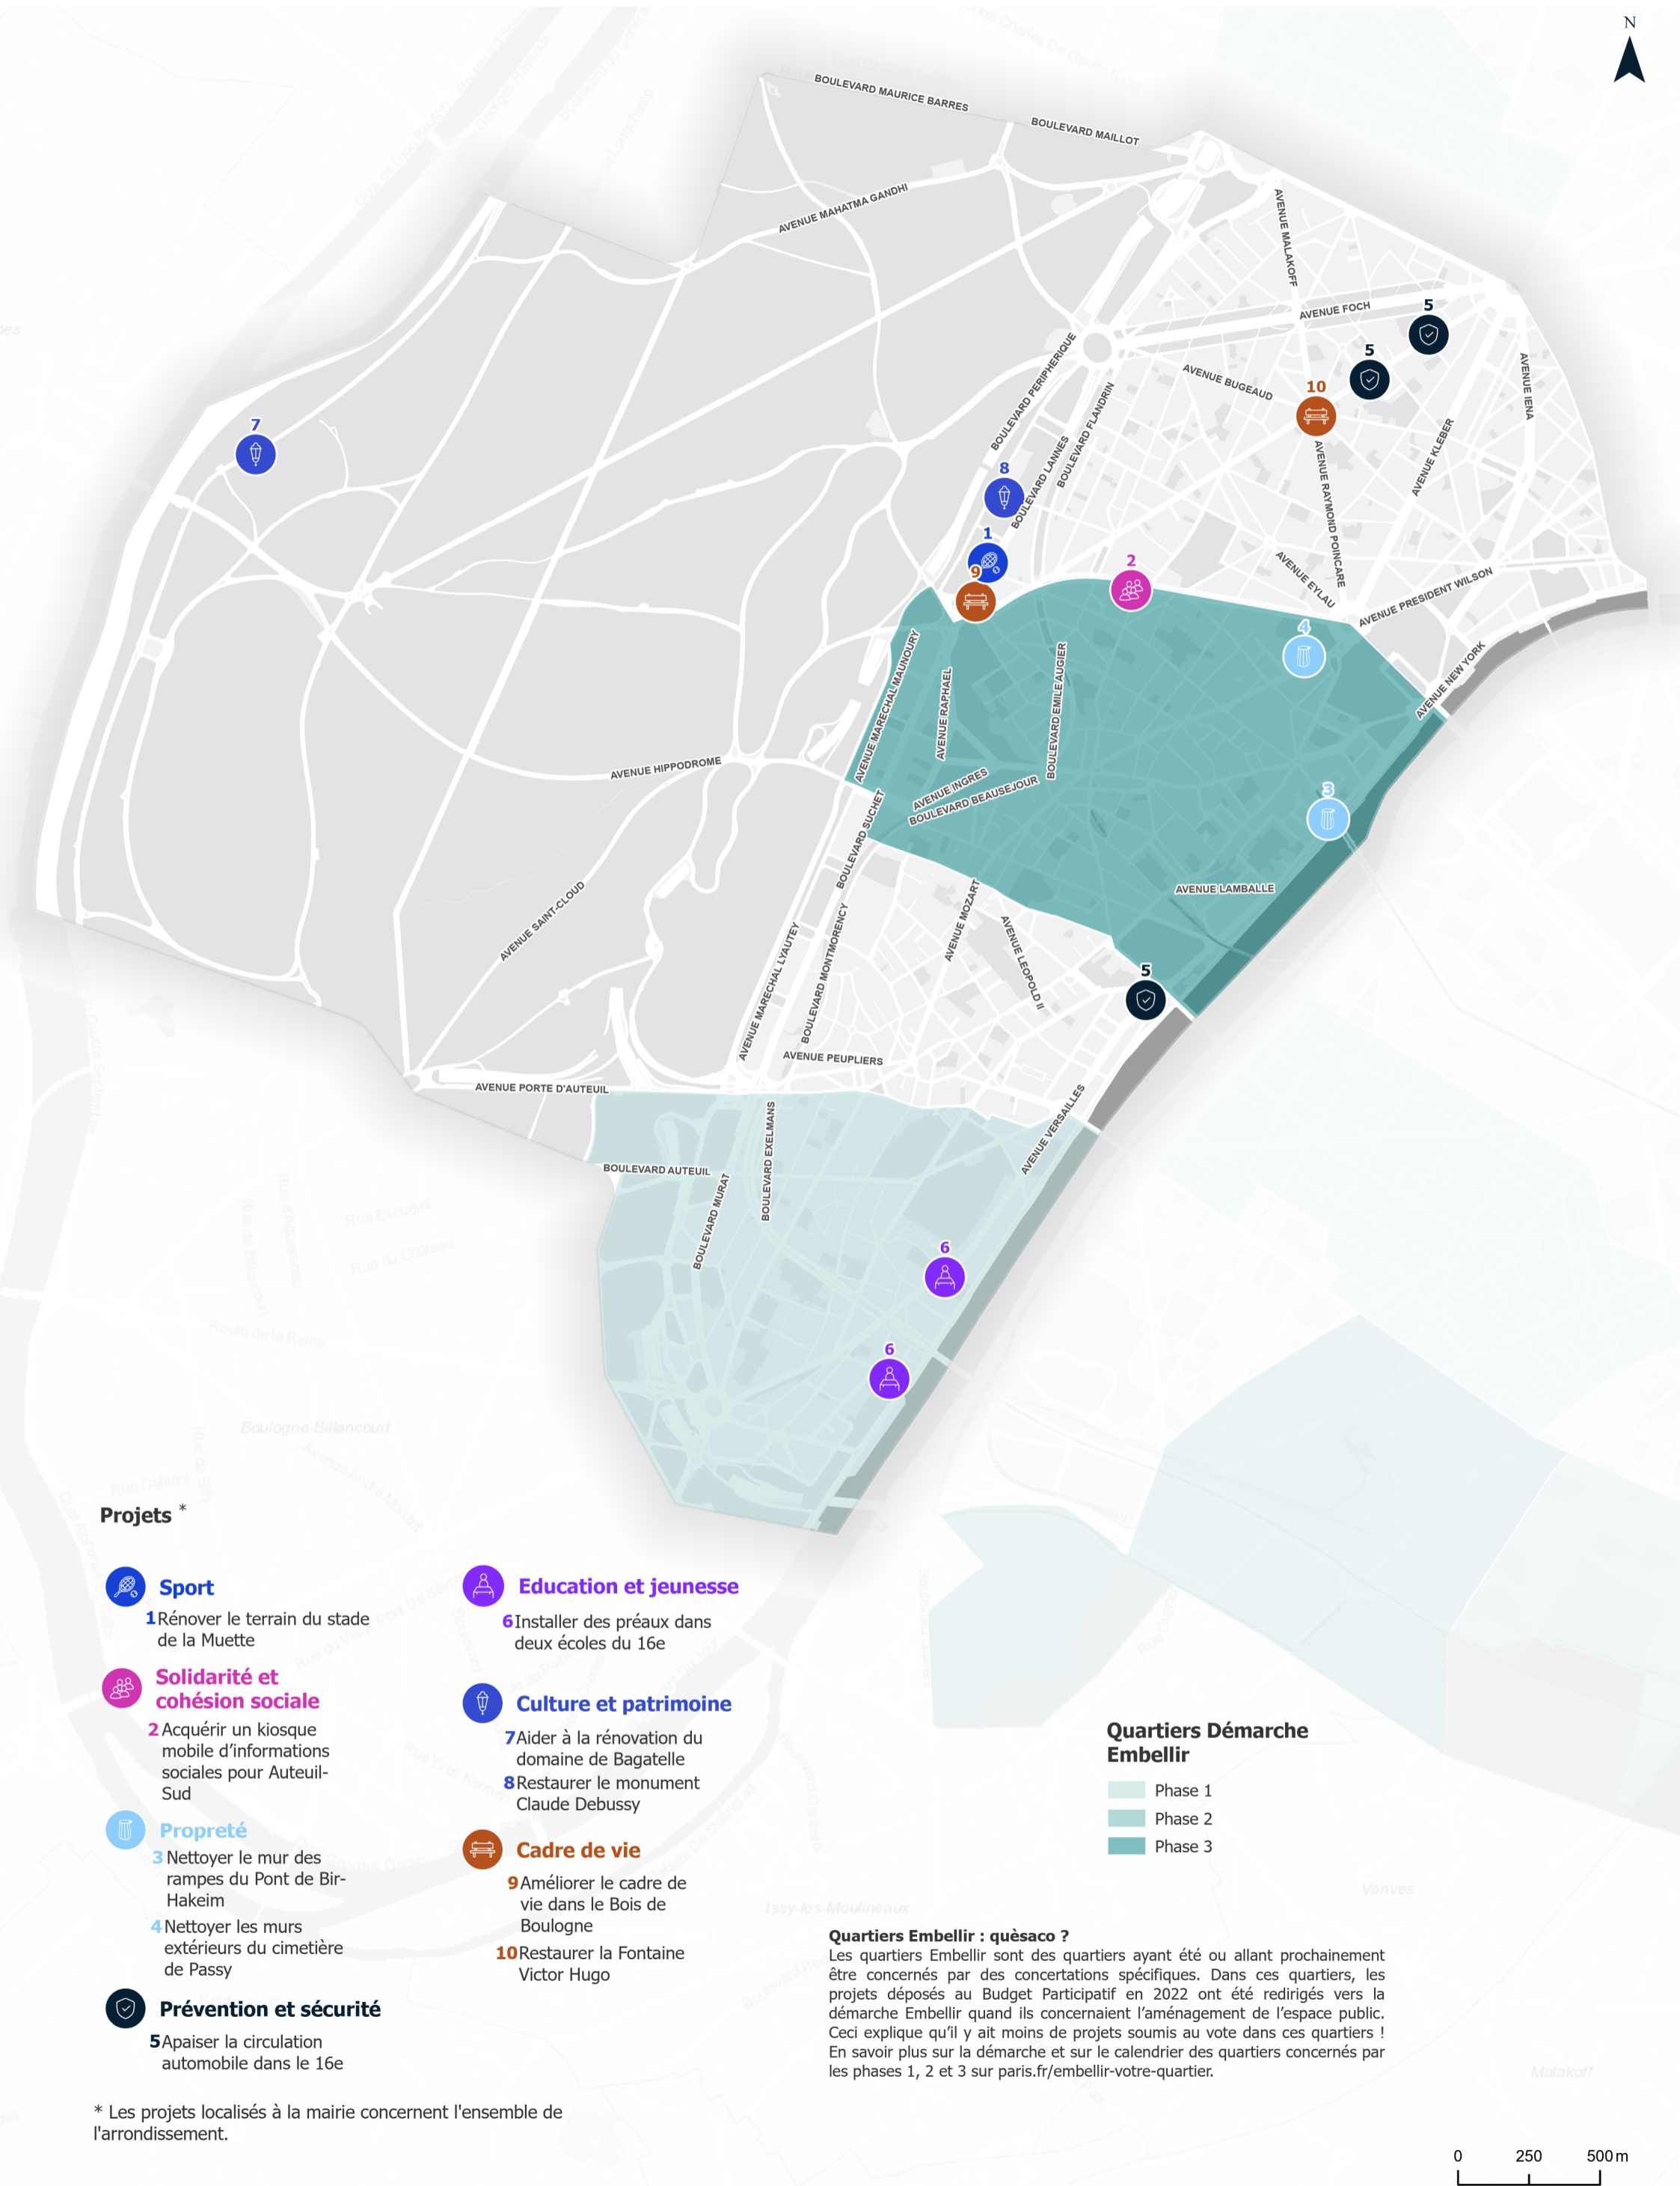 N
BOULEVARD MAURICE BARRES
BOULEVARD MAILLOT
AVENUE MAHATMA GANDHI
AVENUE MALAKOFF
AVENUE FOCH
5
5
AVENUE IENA
BOULEVARD PERIPHERIQUE
AVENUE BUGEAUD
10
BOULEVARD FLANDRIN
7
AVENUE KLEBER
BOULEVARD LANNES
8
AVENUE RAYMOND POINCARE
1
9
2
AVENUE EYLAU
AVENUE PRESIDENT WILSON
4
AVENUE NEW YORK
AVENUE MARECHAL MAUNOURY
AVENUE RAPHAEL
BOULEVARD EMILE AUGIER
AVENUE HIPPODROME
AVENUE INGRES
BOULEVARD BEAUSEJOUR
3
BOULEVARD SUCHET
AVENUE LAMBALLE
AVENUE SAINT-CLOUD
AVENUE MOZART
AVENUE LEOPOLD II
BOULEVARD MONTMORENCY
AVENUE MARECHAL LYAUTEY
5
AVENUE PEUPLIERS
AVENUE PORTE D'AUTEUIL
AVENUE VERSAILLES
BOULEVARD EXELMANS
BOULEVARD AUTEUIL
BOULEVARD MURAT
6
6
Rue Escudier
Rue du Château
Route de la Reine
Boulogne-Billancourt
Issy-les-Moulineaux
Vanves
Malakoff
Projets *
Sport
1 Rénover le terrain du stade
de la Muette
Solidarité et
cohésion sociale
2 Acquérir un kiosque
mobile d’informations
sociales pour Auteuil-
Sud
Propreté
3 Nettoyer le mur des
rampes du Pont de Bir-
Hakeim
4 Nettoyer les murs
extérieurs du cimetière
de Passy
Prévention et sécurité
5 Apaiser la circulation
automobile dans le 16e
Education et jeunesse
6 Installer des préaux dans
deux écoles du 16e
Culture et patrimoine
7 Aider à la rénovation du
domaine de Bagatelle
8 Restaurer le monument
Claude Debussy
Cadre de vie
9 Améliorer le cadre de
vie dans le Bois de
Boulogne
10 Restaurer la Fontaine
Victor Hugo
* Les projets localisés à la mairie concernent l'ensemble de
l'arrondissement.
Quartiers Démarche
Embellir
Phase 1
Phase 2
Phase 3
Quartiers Embellir : quèsaco ?
Les quartiers Embellir sont des quartiers ayant été ou allant prochainement
être concernés par des concertations spécifiques. Dans ces quartiers, les
projets déposés au Budget Participatif en 2022 ont été redirigés vers la
démarche Embellir quand ils concernaient l’aménagement de l’espace public.
Ceci explique qu’il y ait moins de projets soumis au vote dans ces quartiers !
En savoir plus sur la démarche et sur le calendrier des quartiers concernés par
les phases 1, 2 et 3 sur paris.fr/embellir-votre-quartier.
0 250 500 m